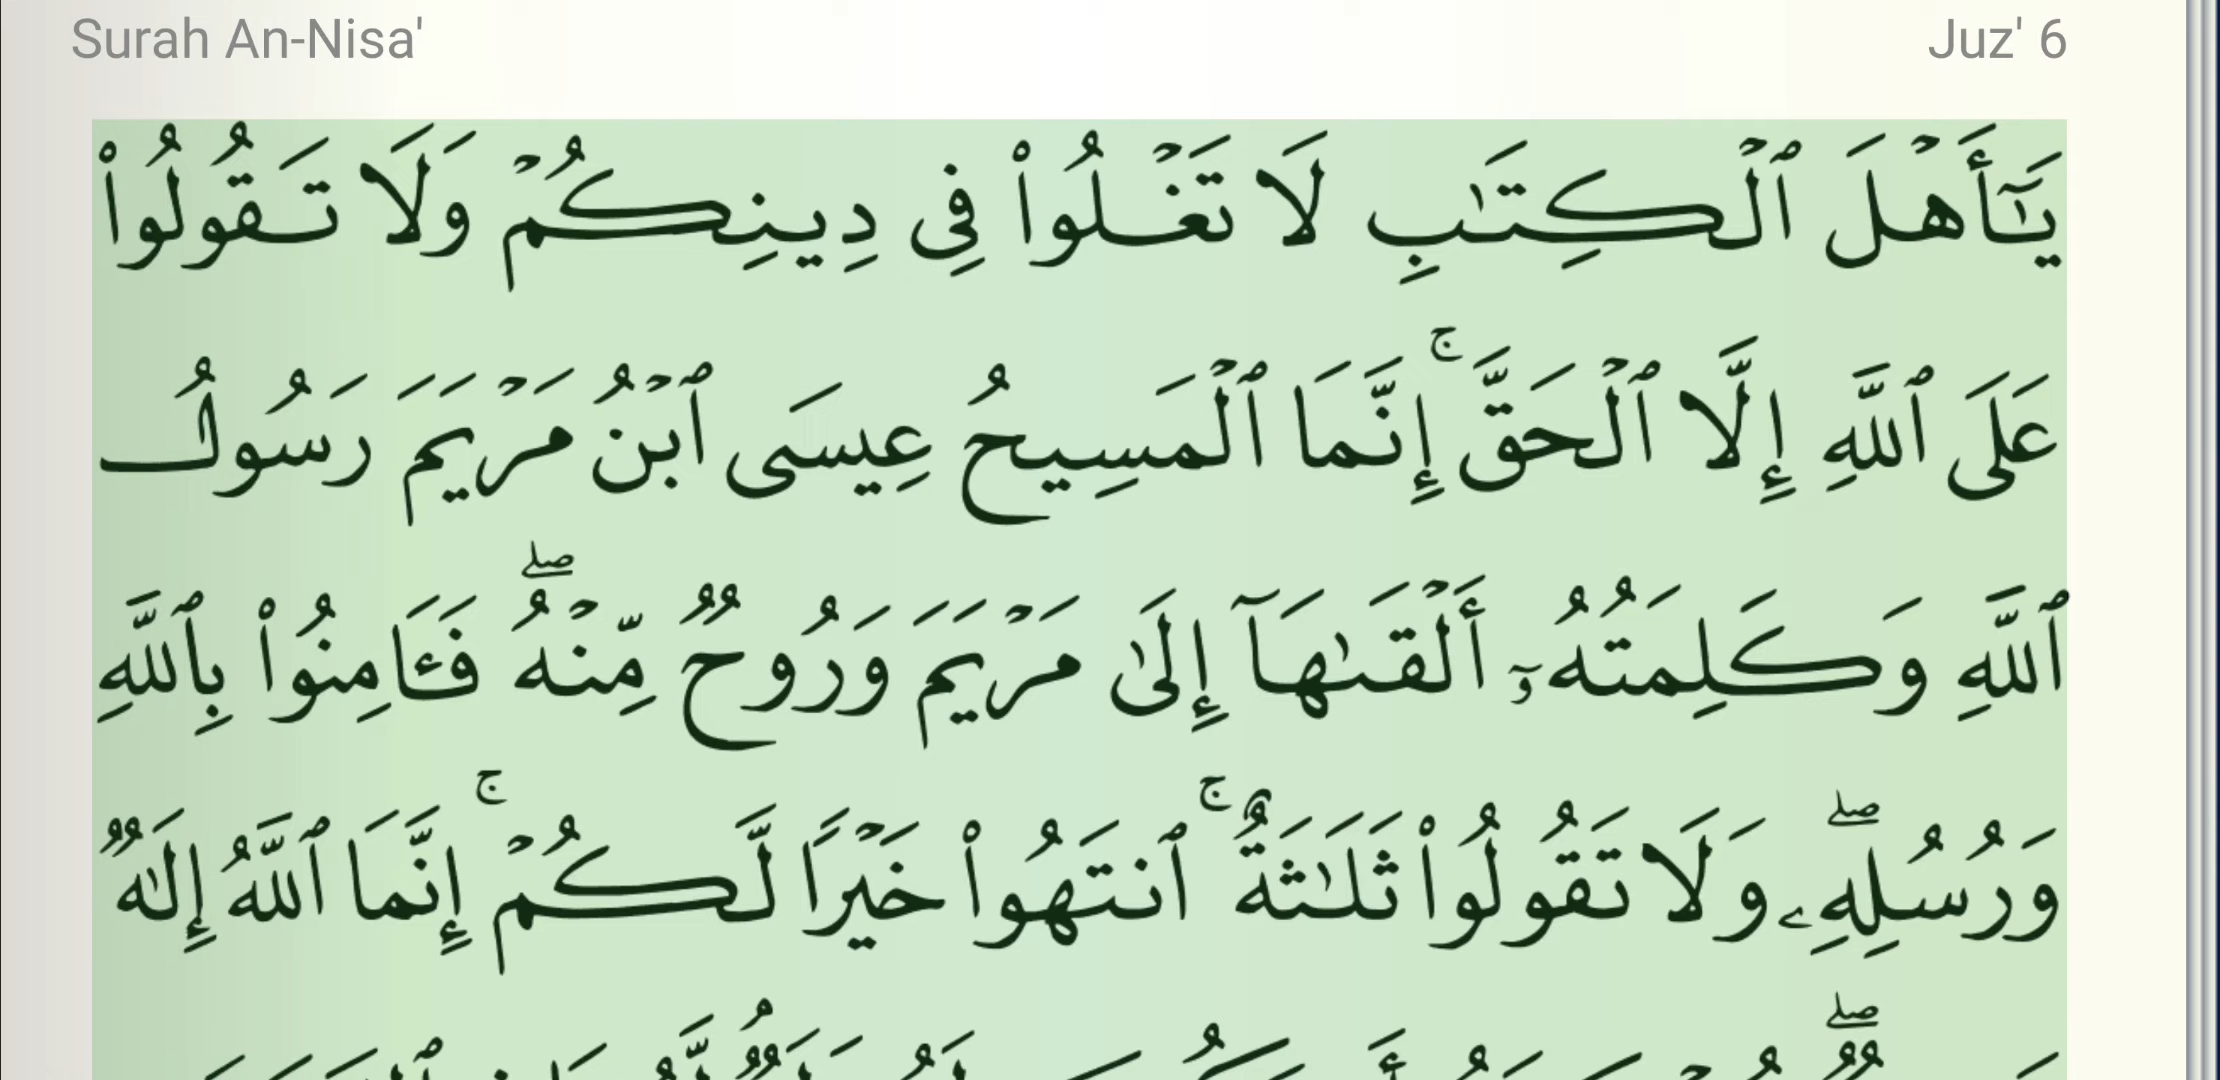 Surah An-Nisa' Juz' 6
يَٰٓأَهۡلَ ٱلۡكِتَٰبِ لَا تَغۡلُواْ فِي دِينِكُمۡ وَلَا تَقُولُواْ
عَلَى ٱللَّهِ إِلَّا ٱلۡحَقَّۚ إِنَّمَا ٱلۡمَسِيحُ عِيسَى ٱبۡنُ مَرۡيَمَ رَسُولُ
ٱللَّهِ وَكَلِمَتُهُۥٓ أَلۡقَىٰهَآ إِلَىٰ مَرۡيَمَ وَرُوحٞ مِّنۡهُۖ فَـَٔامِنُواْ بِٱللَّهِ
وَرُسُلِهِۦۖ وَلَا تَقُولُواْ ثَلَٰثَةٌۚ ٱنتَهُواْ خَيۡرٗا لَّكُمۡۚ إِنَّمَا ٱللَّهُ إِلَٰهٞ